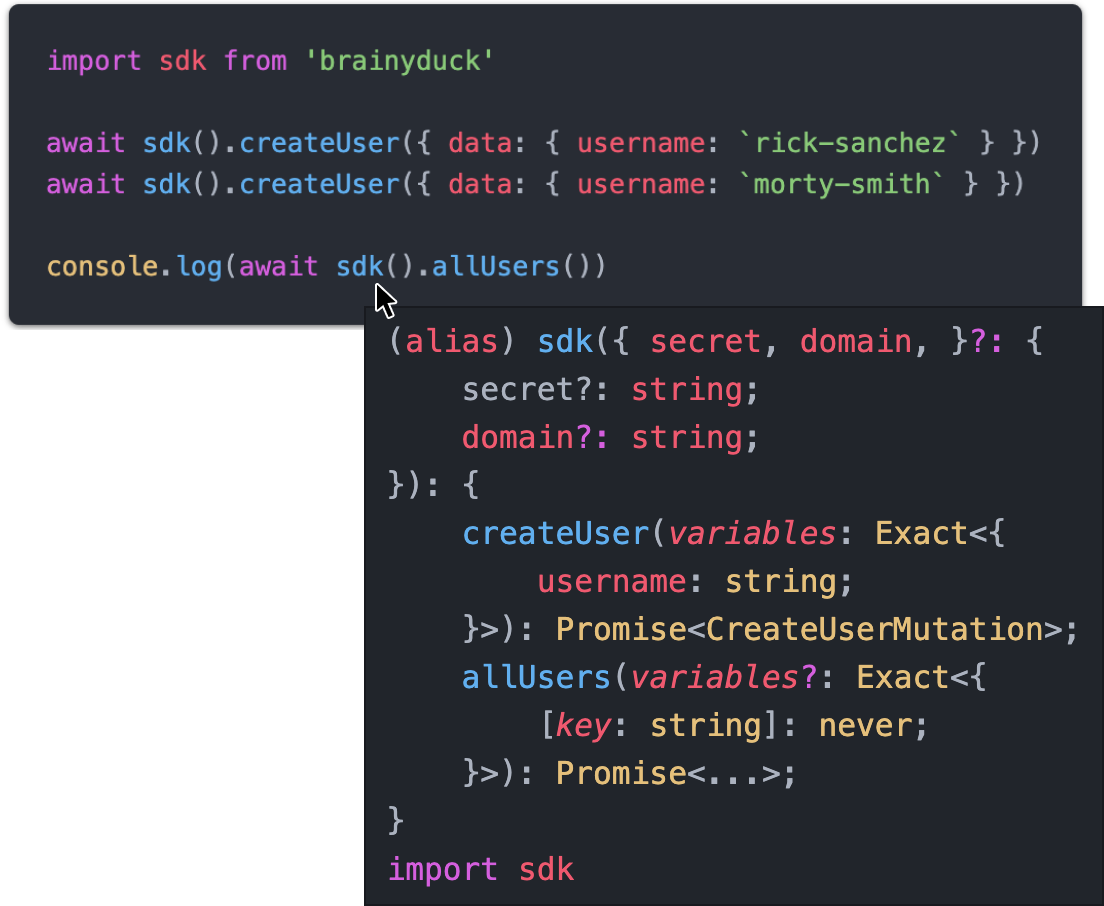 import sdk from 'brainyduck'
await sdk().createUser({ data: { username: `rick-sanchez` } })
await sdk().createUser({ data: { username: `morty-smith` } })
console.log(await sdk().allUsers())
(alias) sdk({ secret, domain, }?: {
secret?: string;
domain?: string;
}): {
createUser(variables: Exact<{
username: string;
}>): Promise<CreateUserMutation>;
allUsers(variables?: Exact<{
[key: string]: never;
}>): Promise<...>;
}
import sdk